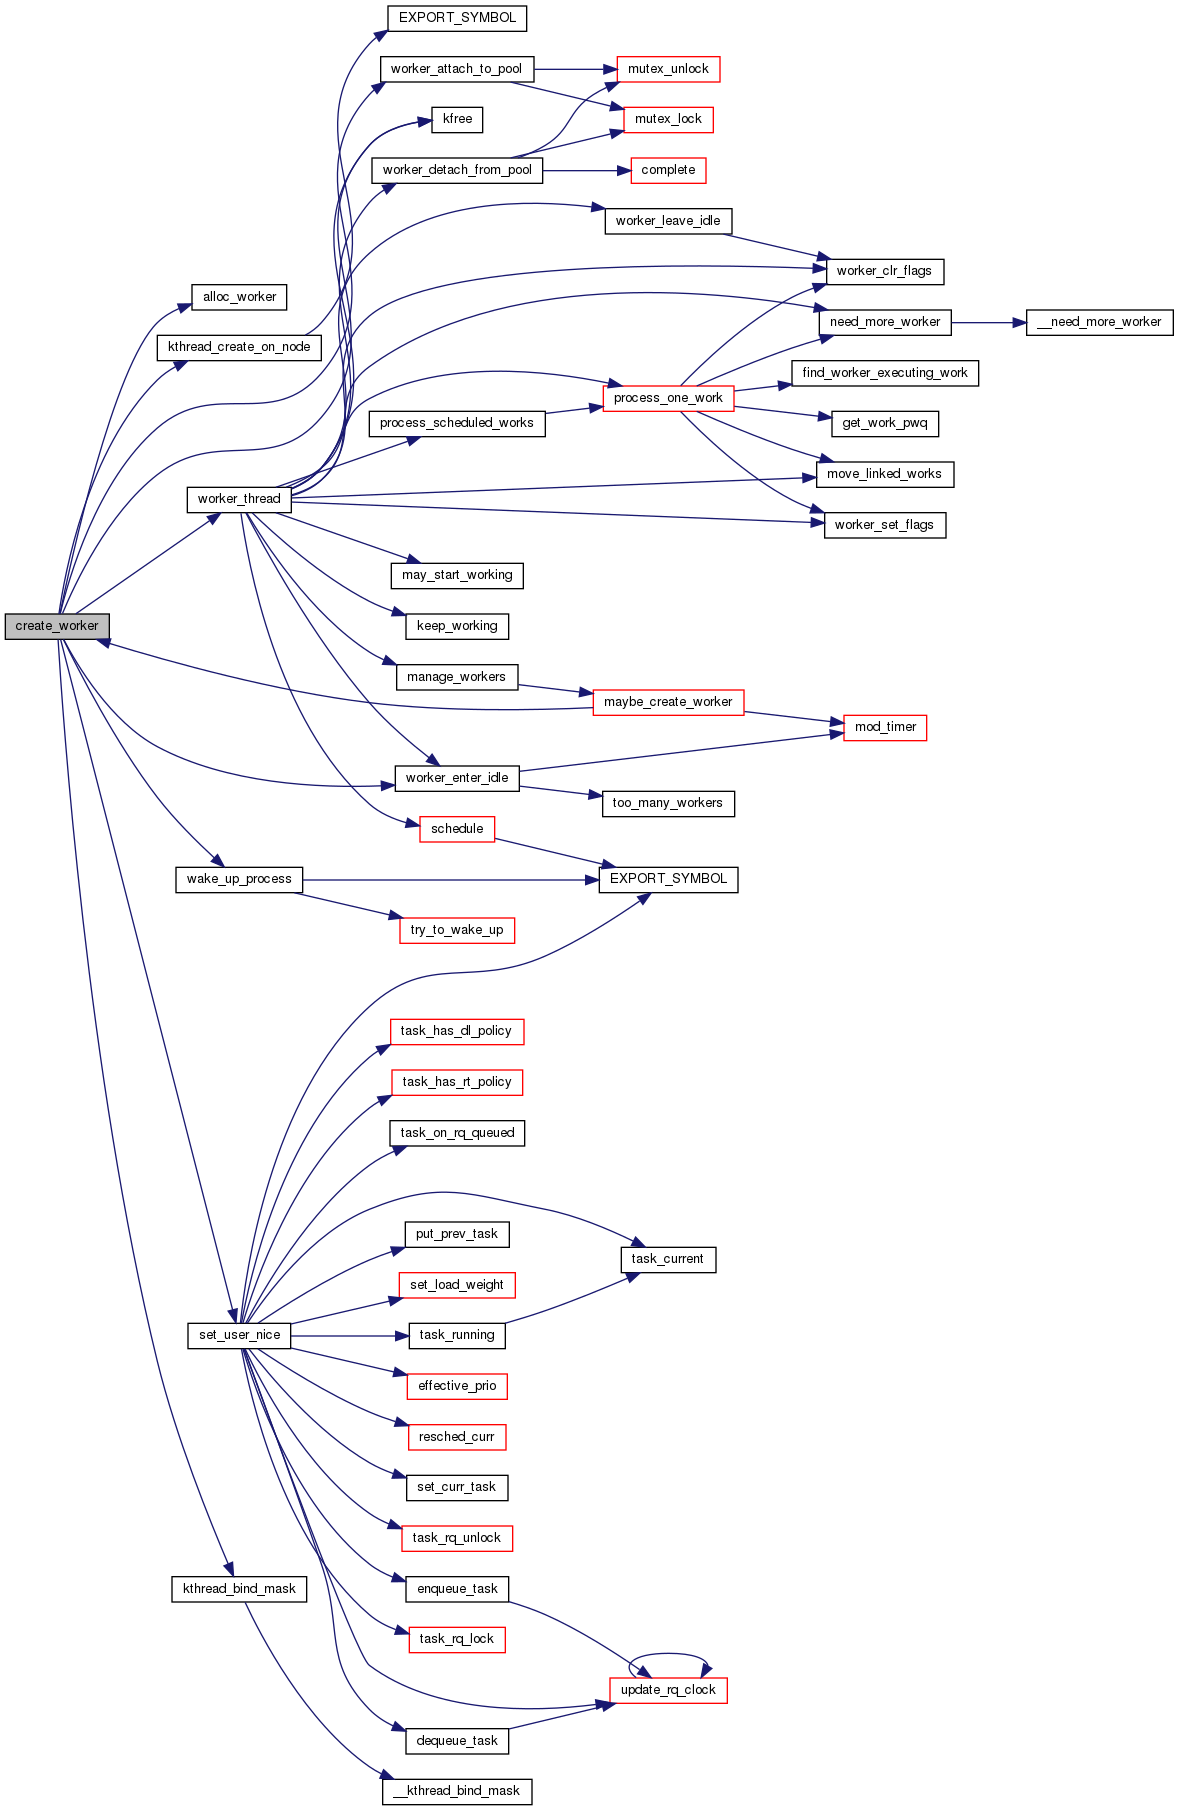 EXPORT_SYMBOL
worker_attach_to_pool
mutex_unlock
kfree
mutex_lock
worker_detach_from_pool
complete
worker_leave_idle
worker_clr_flags
alloc_worker
need_more_worker
__need_more_worker
kthread_create_on_node
find_worker_executing_work
process_one_work
process_scheduled_works
get_work_pwq
move_linked_works
worker_thread
worker_set_flags
may_start_working
create_worker
keep_working
manage_workers
maybe_create_worker
mod_timer
worker_enter_idle
too_many_workers
schedule
wake_up_process
EXPORT_SYMBOL
try_to_wake_up
task_has_dl_policy
task_has_rt_policy
task_on_rq_queued
put_prev_task
task_current
set_load_weight
set_user_nice
task_running
effective_prio
resched_curr
set_curr_task
task_rq_unlock
kthread_bind_mask
enqueue_task
task_rq_lock
update_rq_clock
dequeue_task
__kthread_bind_mask